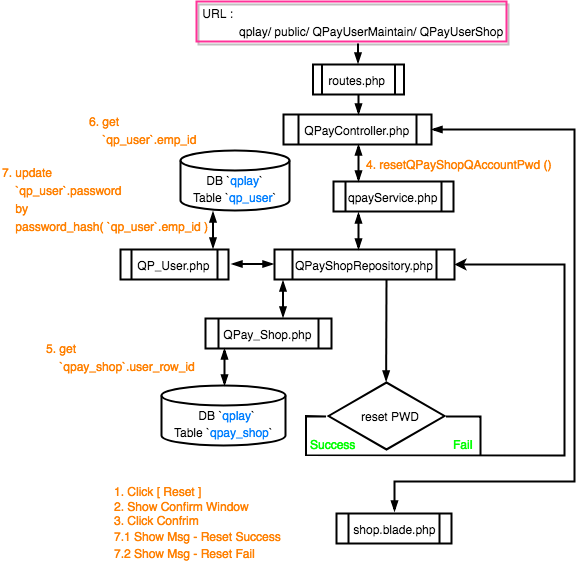 URL :
qplay/ public/ QPayUserMaintain/ QPayUserShop
routes.php
6. get
`qp_user`.emp_id
QPayController.php
4. resetQPayShopQAccountPwd ()
7. update
`qp_user`.password
by
password_hash( `qp_user`.emp_id )
DB `qplay`
Table `qp_user`
qpayService.php
QP_User.php
QPayShopRepository.php
QPay_Shop.php
5. get
`qpay_shop`.user_row_id
DB `qplay`
Table `qpay_shop`
reset PWD
Success
Fail
1. Click [ Reset ]
2. Show Confirm Window
3. Click Confrim
7.1 Show Msg - Reset Success
7.2 Show Msg - Reset Fail
shop.blade.php